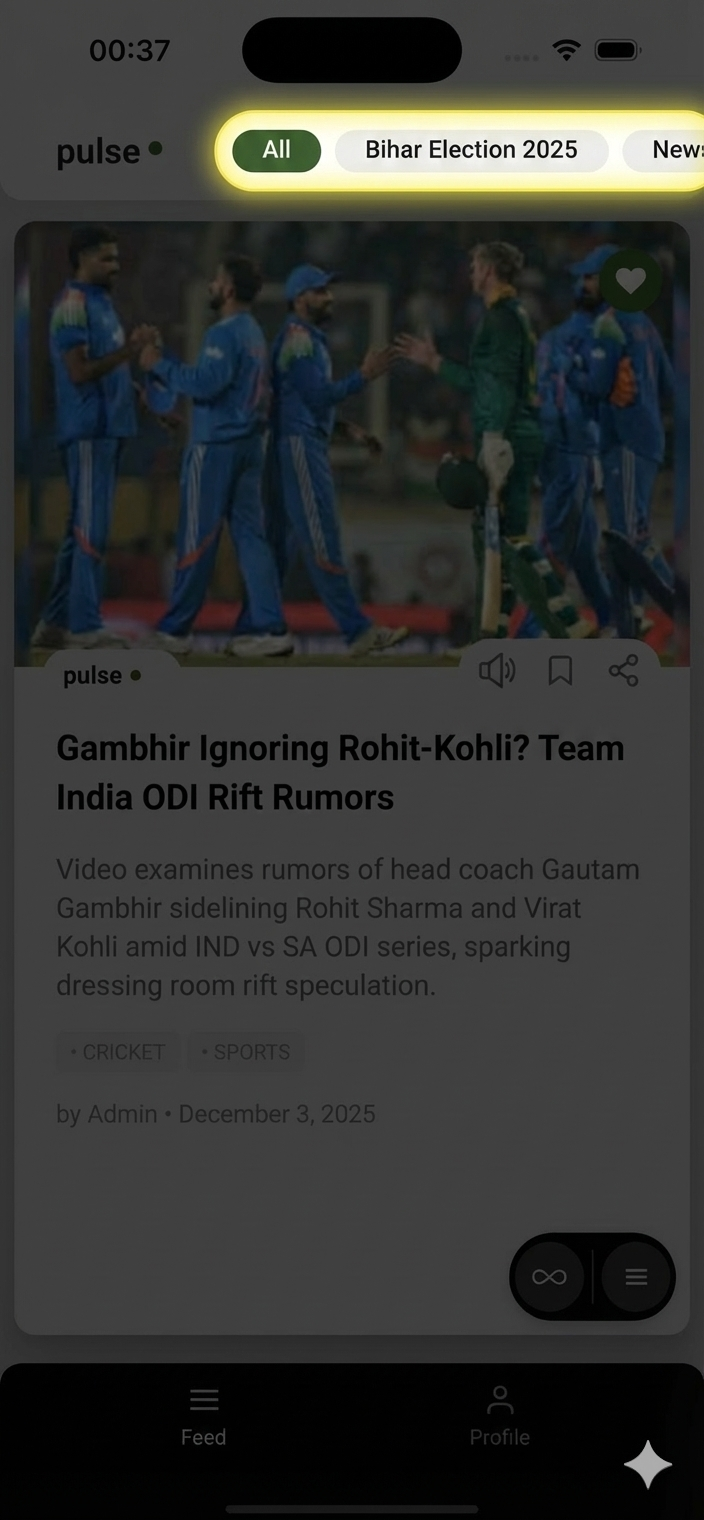 00:37
pulse
All
Bihar Election 2025
News
pulse
Gambhir Ignoring Rohit-Kohli? Team
India ODI Rift Rumors
Video examines rumors of head coach Gautam
Gambhir sidelining Rohit Sharma and Virat
Kohli amid IND vs SA ODI series, sparking
dressing room rift speculation.
• CRICKET • SPORTS
by Admin • December 3, 2025
Feed
Profile